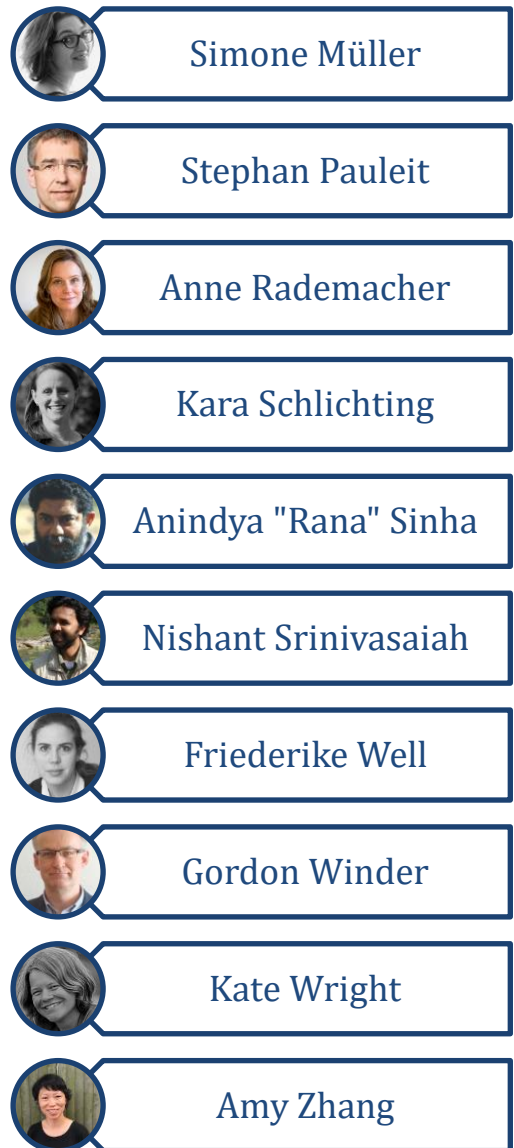 Simone Müller
Stephan Pauleit
Anne Rademacher
Kara Schlichting
Anindya "Rana" Sinha
Nishant Srinivasaiah
Friederike Well
Gordon Winder
Kate Wright
Amy Zhang